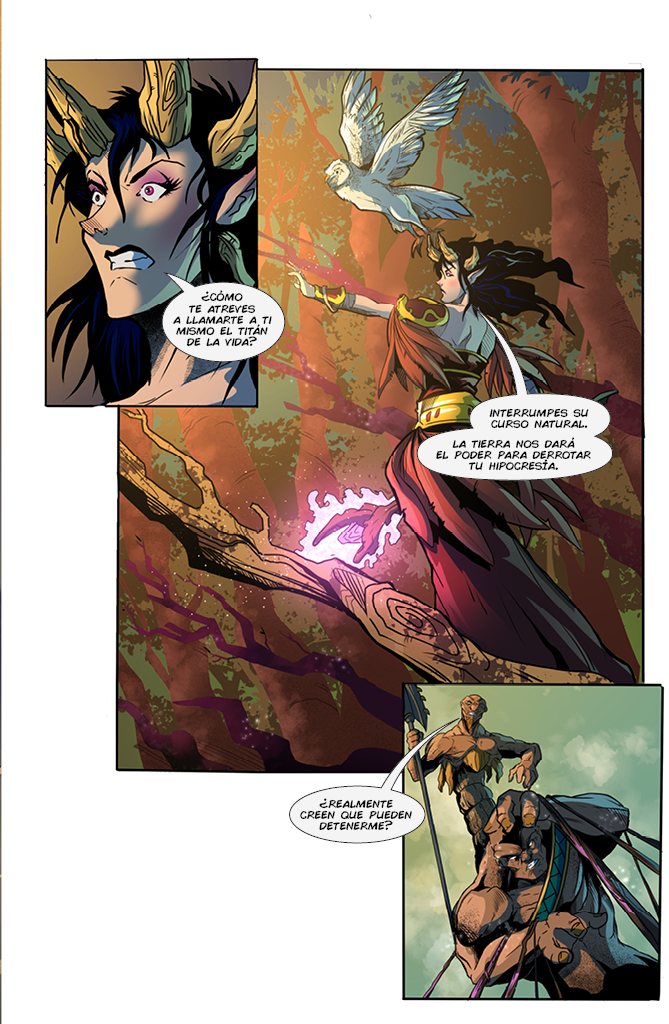 ¿CÓMO
TE ATREVES
A LLAMARTE A TI
MISMO EL TITÁN
DE LA VIDA?
INTERRUMPES SU
CURSO NATURAL.
LA TIERRA NOS DARÁ
EL PODER PARA DERROTAR
TU HIPOCRESÍA.
¿REALMENTE
CREEN QUE PUEDEN
DETENERME?